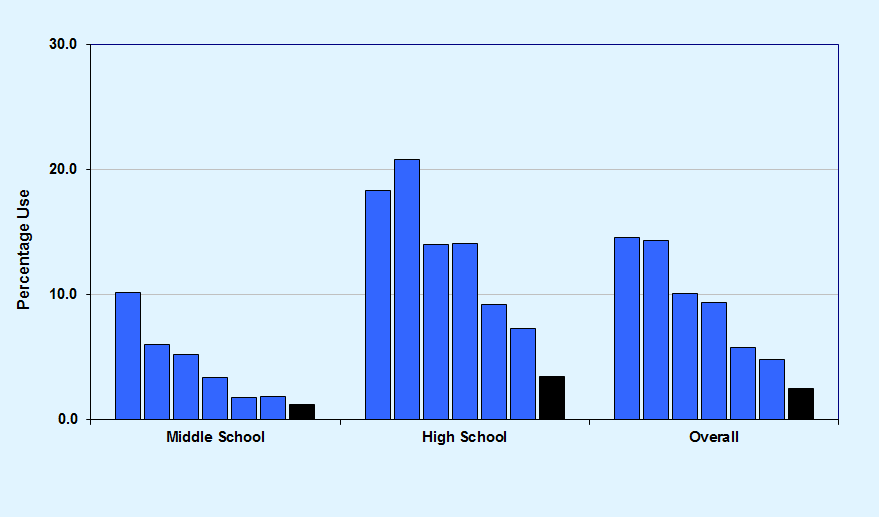 30.0
20.0
10.0
0.0
Percentage Use
Middle School
High School
Overall